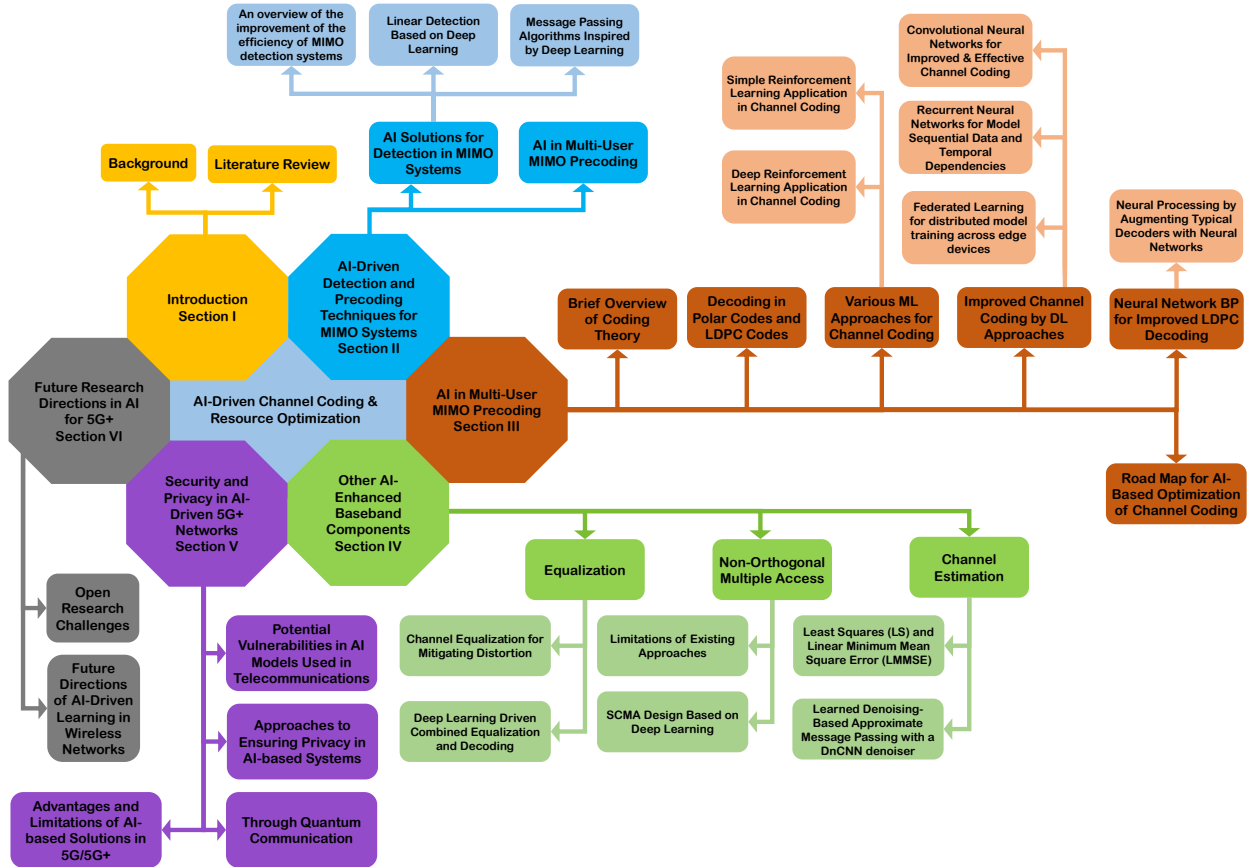 An overview of the
improvement of the
efficiency of MIMO
detection systems
Linear Detection
Based on Deep
Learning
Message Passing
Algorithms Inspired
by Deep Learning
AI Solutions for
Detection in MIMO
Systems
AI in Multi-User
MIMO Precoding
Background
Literature Review
Convolutional Neural
Networks for
Improved & Effective
Channel Coding
Simple Reinforcement
Learning Application
in Channel Coding
Recurrent Neural
Networks for Model
Sequential Data and
Temporal
Dependencies
Deep Reinforcement
Learning Application
in Channel Coding
Federated Learning
for distributed model
training across edge
devices
Neural Processing by
Augmenting Typical
Decoders with Neural
Networks
Introduction
Section I
AI-Driven
Detection and
Precoding
Techniques for
MIMO Systems
Section II
Brief Overview
of Coding
Theory
Decoding in
Polar Codes and
LDPC Codes
Various ML
Approaches for
Channel Coding
Improved Channel
Coding by DL
Approaches
Neural Network BP
for Improved LDPC
Decoding
Future Research
Directions in AI
for 5G+
Section VI
AI-Driven Channel Coding &
Resource Optimization
AI in Multi-User
MIMO Precoding
Section III
Road Map for AI-
Based Optimization
of Channel Coding
Security and
Privacy in AI-
Driven 5G+
Networks
Section V
Other AI-
Enhanced
Baseband
Components
Section IV
Equalization
Non-Orthogonal
Multiple Access
Channel
Estimation
Channel Equalization for
Mitigating Distortion
Limitations of Existing
Approaches
Least Squares (LS) and
Linear Minimum Mean
Square Error (LMMSE)
Deep Learning Driven
Combined Equalization
and Decoding
SCMA Design Based on
Deep Learning
Learned Denoising-
Based Approximate
Message Passing with a
DnCNN denoiser
Open
Research
Challenges
Future
Directions
of AI-Driven
Learning in
Wireless
Networks
Potential
Vulnerabilities in AI
Models Used in
Telecommunications
Approaches to
Ensuring Privacy in
AI-based Systems
Advantages and
Limitations of AI-
based Solutions in
5G/5G+
Through Quantum
Communication